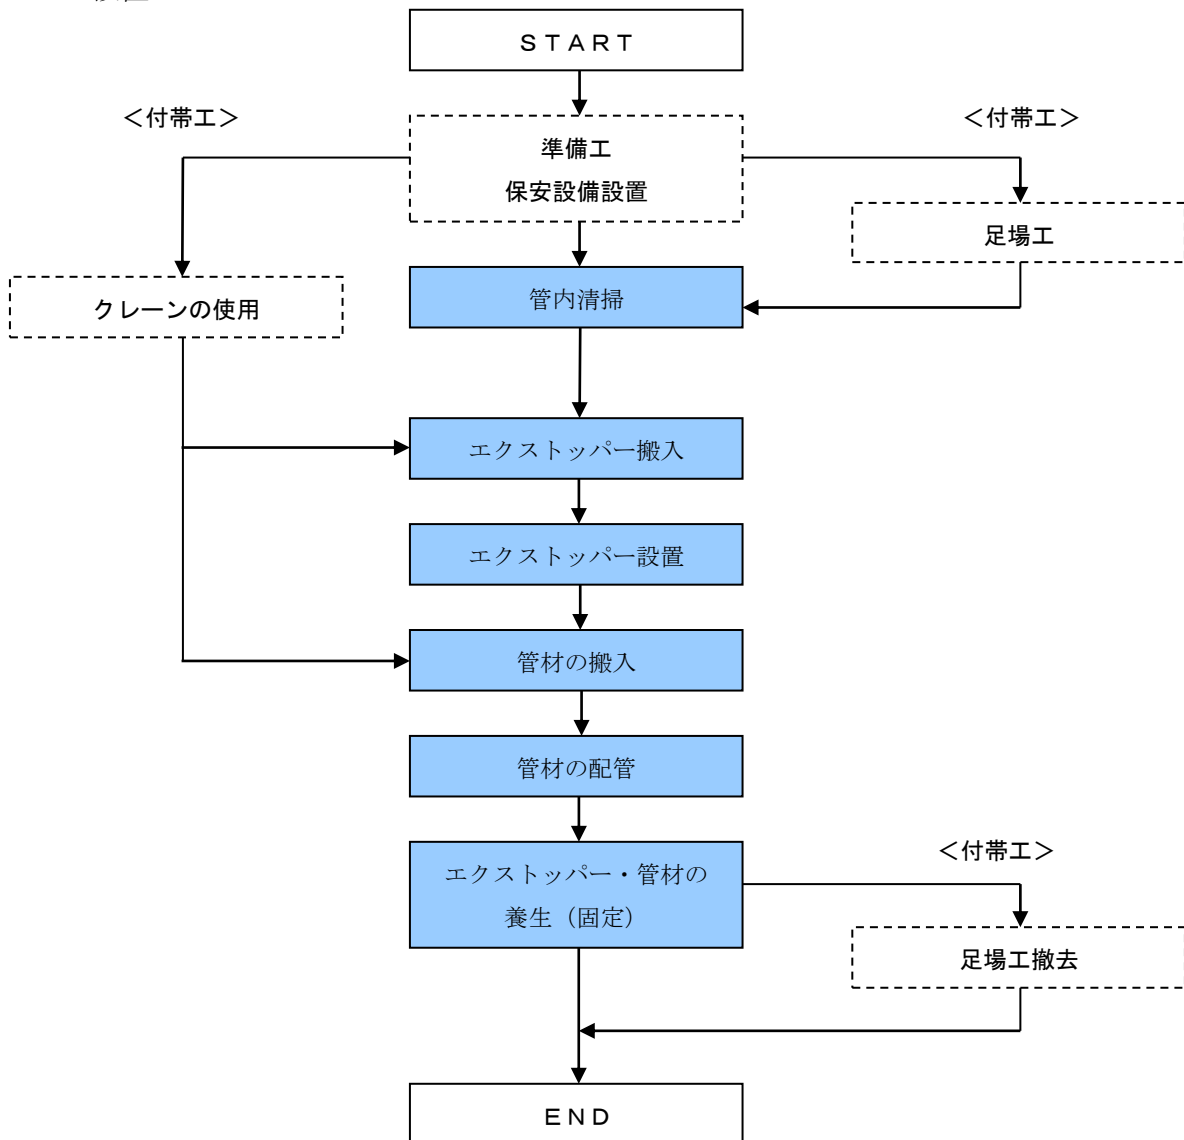 ＳＴＡＲＴ
＜付帯工＞
＜付帯工＞
準備工
保安設備設置
足場工
クレーンの使用
管内清掃
エクストッパー搬入
エクストッパー設置
管材の搬入
管材の配管
エクストッパー・管材の
養生（固定）
＜付帯工＞
足場工撤去
ＥＮＤ